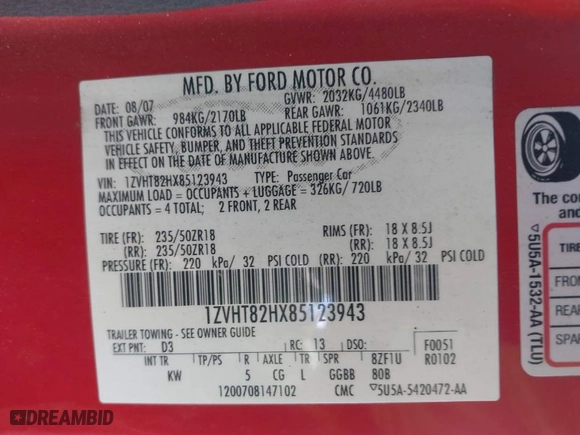 MFD. BY FORD MOTOR CO.
DATE: 08/07 GVWR: 2032KG/4480LB
FRONT GAWR: 984KG/2170LB REAR GAWR: 1061KG/2340LB
THIS VEHICLE CONFORMS TO ALL APPLICABLE FEDERAL MOTOR
VEHICLE SAFETY, BUMPER, AND THEFT PREVENTION STANDARDS
IN EFFECT ON THE DATE OF MANUFACTURE SHOWN ABOVE.
VIN: 1ZVHT82HX85123943 TYPE: Passenger Car
MAXIMUM LOAD = OCCUPANTS + LUGGAGE = 326KG/720LB
OCCUPANTS = 4 TOTAL; 2 FRONT, 2 REAR
TIRE (FR): 235/50ZR18 RIMS (FR): 18 X 8.5J
(RR): 235/50ZR18 (RR): 18 X 8.5J
PRESSURE (FR): 220 kPa/ 32 PSI COLD (RR): 220 kPa/ 32 PSI COLD
1ZVHT82HX85123943
TRAILER TOWING - SEE OWNER GUIDE
EXT PNT: D3 RC: 13 DSO: F0051
INT TR TP/PS R AXLE TR SPR 8ZF1U R0102
KW 5 CG L GGBB 80B
1200708147102 CMC ▽5U5A-5420472-AA
The co
and
TIRE
FRO
REA
SPA
▽5U5A-1532-AA (TLU)
DREAMBID